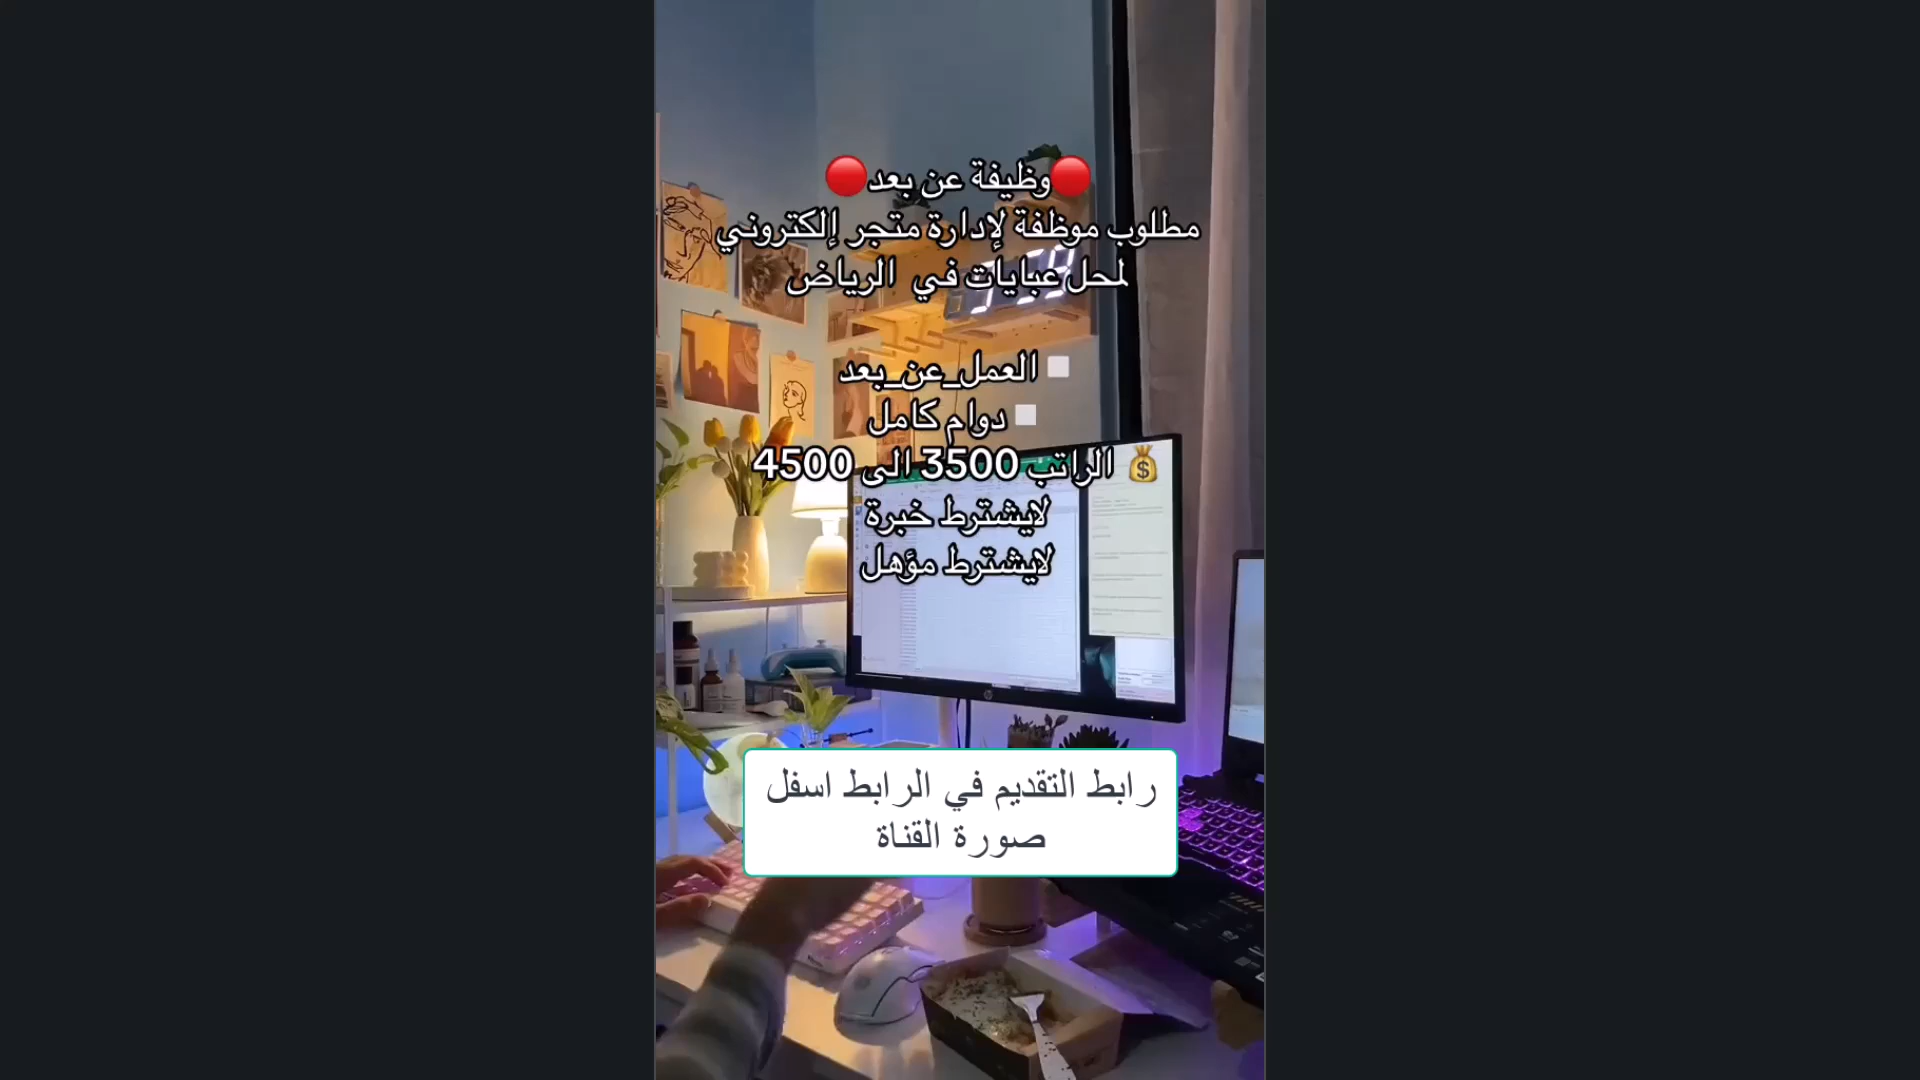 🔴وظيفة عن بعد🔴
مطلوب موظفة لإدارة متجر إلكتروني
لمحل عبايات في الرياض
◽العمل_عن_بعد
◽دوام كامل
💰 الراتب 3500 الى 4500
لايشترط خبرة
لايشترط مؤهل
رابط التقديم في الرابط اسفل
صورة القناة